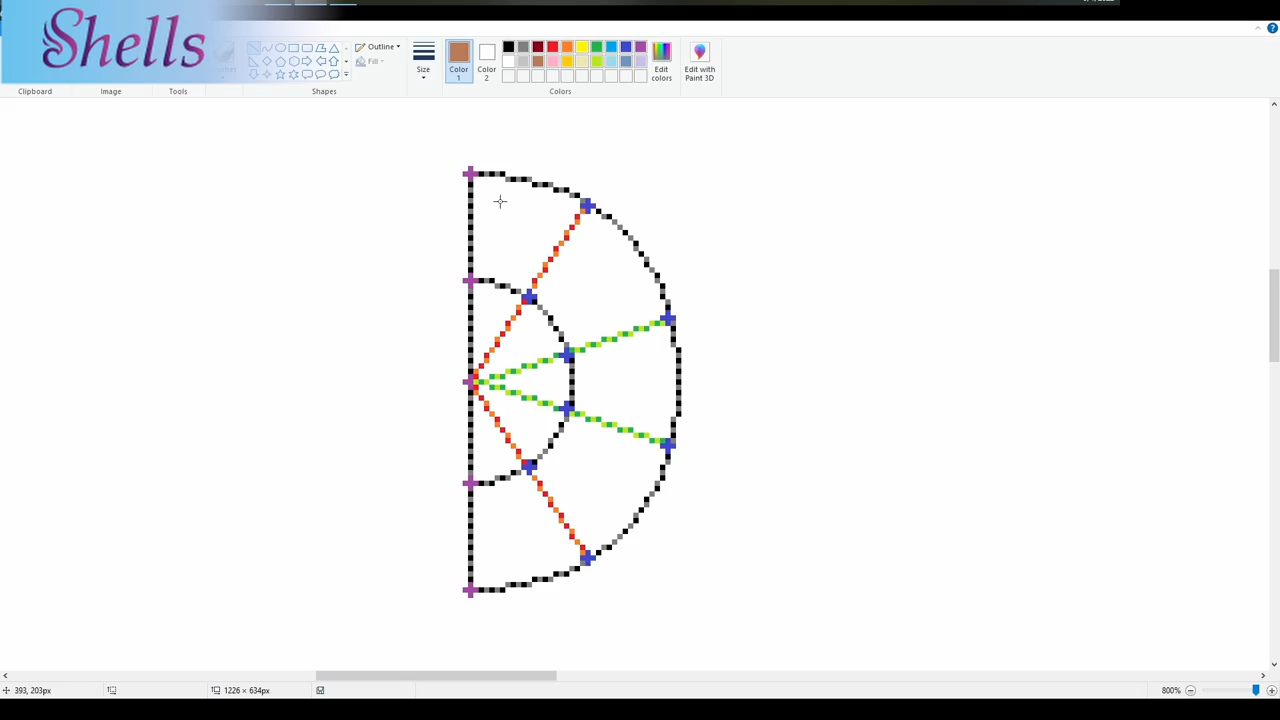 Shells
Outline
Fill
Size
Color
1
Color
2
Edit
colors
Edit with
Paint 3D
Clipboard
Image
Tools
Shapes
Colors
393, 203px
1226 × 634px
800%